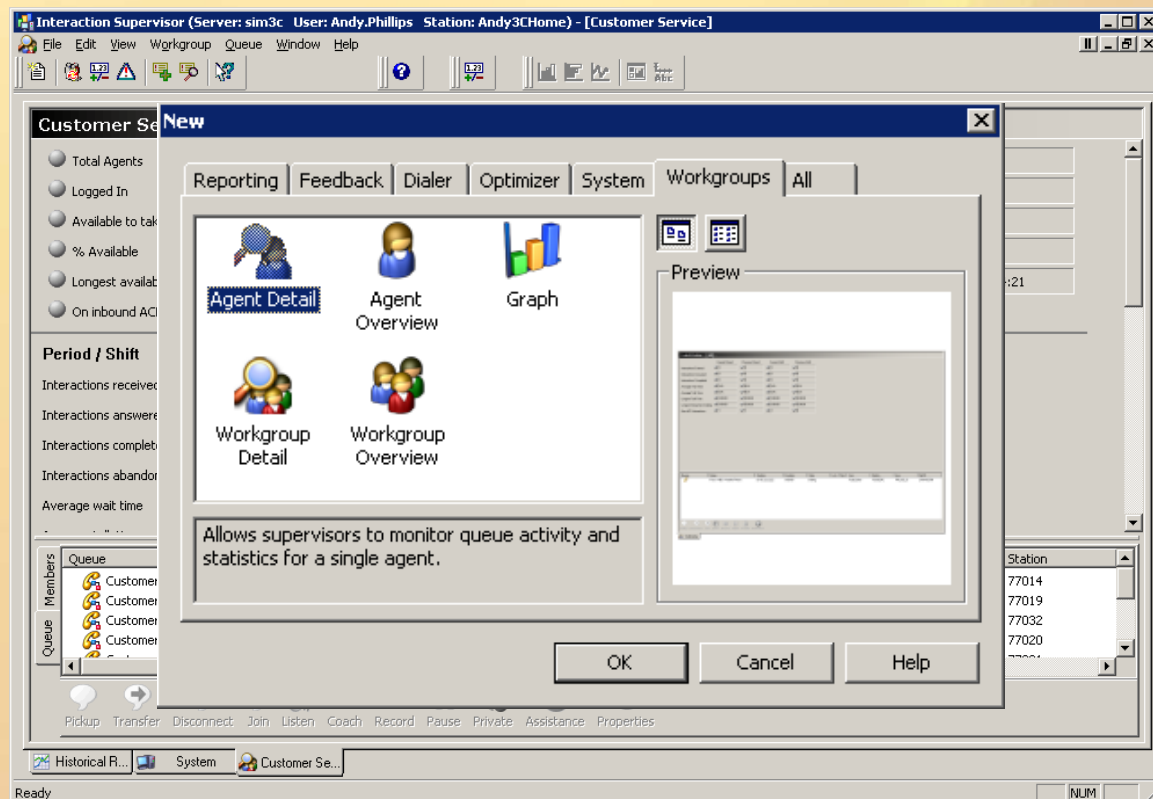 Interaction Supervisor (Server: sim3c User: Andy.Phillips Station: Andy3CHome) - [Customer Service]
File Edit View Workgroup Queue Window Help
Customer Se
New
Reporting Feedback Dialer Optimizer System Workgroups All
Total Agents
Logged In
Available to tak
% Available
Longest availab
:21
On inbound ACD
Agent Detail
Agent Overview
Graph
Workgroup Detail
Workgroup Overview
Preview
Period / Shift
Interactions received
Interactions answere
Interactions complet
Interactions abandon
Average wait time
Allows supervisors to monitor queue activity and
statistics for a single agent.
OK Cancel Help
Members
Queue
Queue
Station
Customer
77014
Customer
77019
Customer
77032
Customer
77020
Pickup Transfer Disconnect Join Listen Coach Record Pause Private Assistance Properties
Historical R... System Customer Se...
Ready
NUM